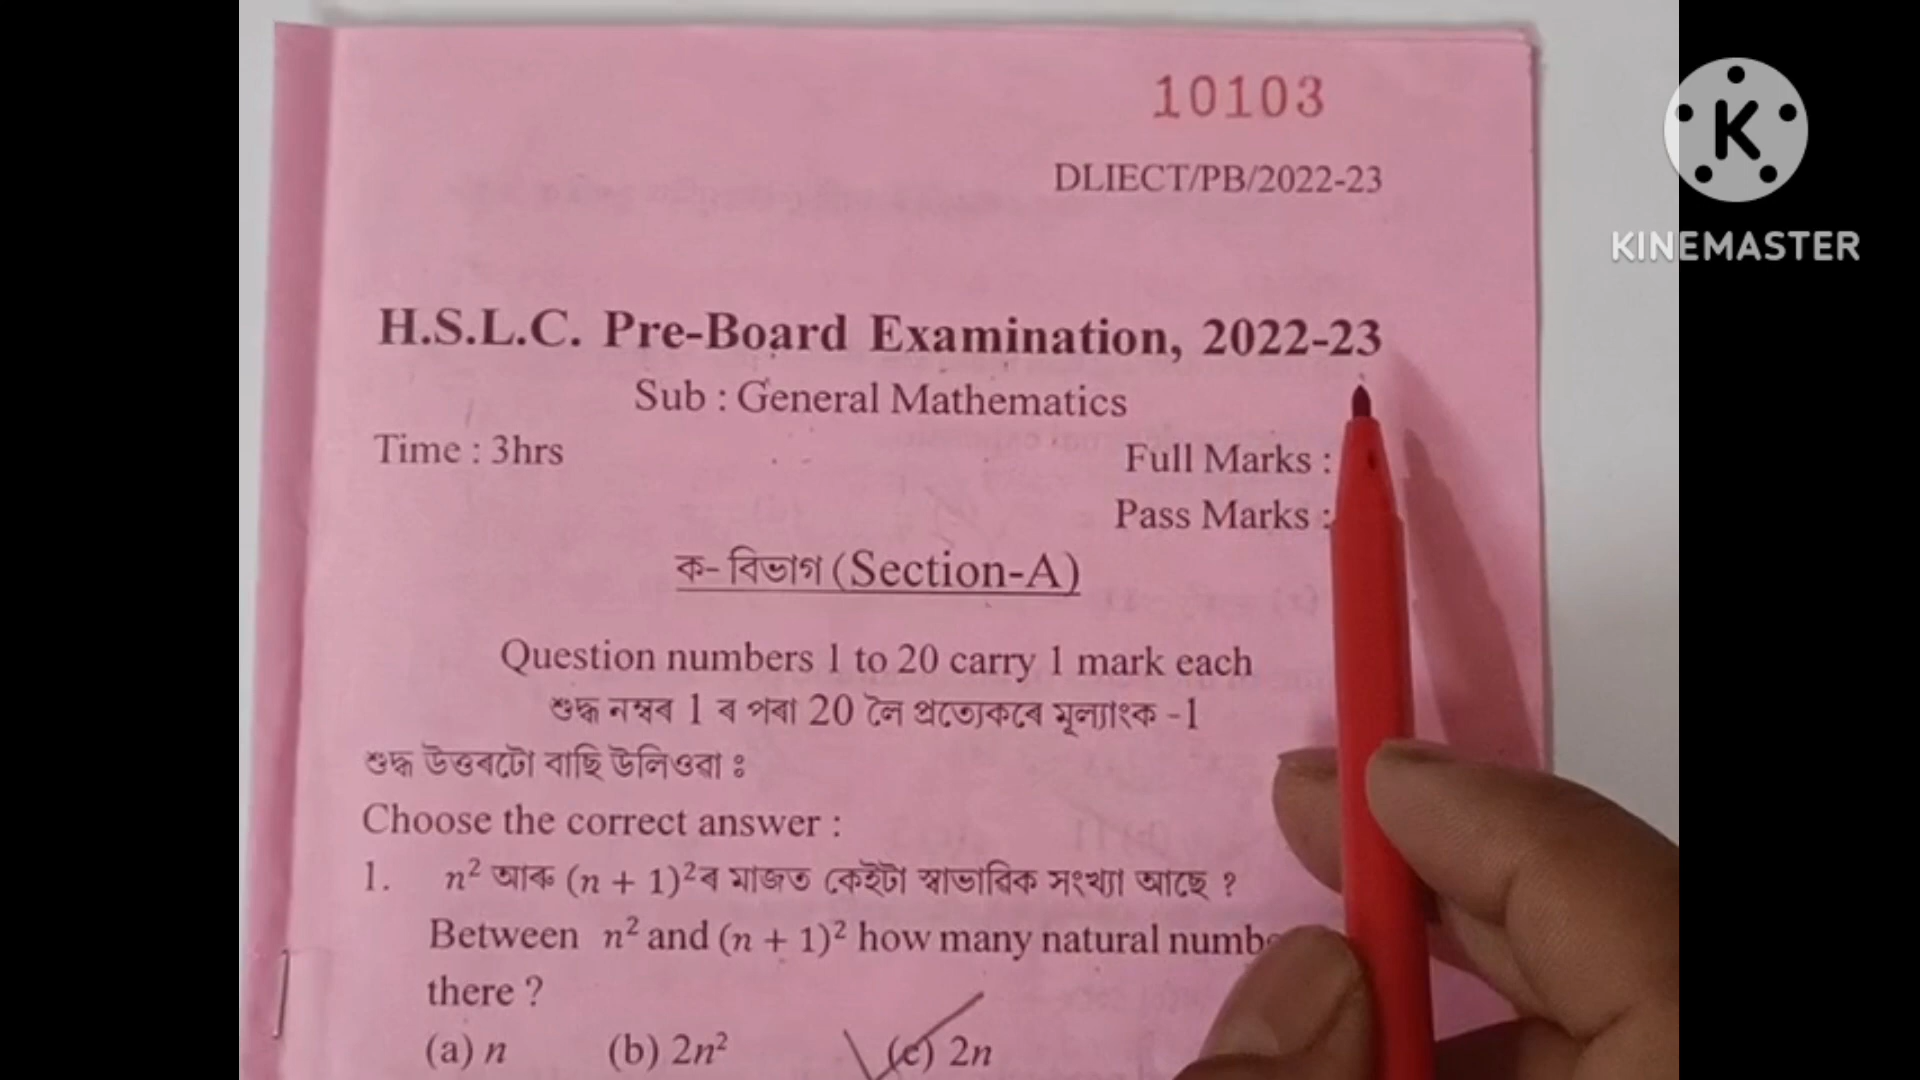 10103
DLIECT/PB/2022-23
K
KINEMASTER
H.S.L.C. Pre-Board Examination, 2022-23
Sub : General Mathematics
Time : 3hrs
Full Marks :
Pass Marks :
ক- বিভাগ (Section-A)
Question numbers 1 to 20 carry 1 mark each
শুদ্ধ নম্বৰ 1 ৰ পৰা 20 লৈ প্ৰত্যেকৰে মূল্যাংক -1
শুদ্ধ উত্তৰটো বাছি উলিওৱা ঃ
Choose the correct answer :
1. n² আৰু (n + 1)²ৰ মাজত কেইটা স্বাভাৱিক সংখ্যা আছে ?
Between n² and (n + 1)² how many natural
there ?
(a) n (b) 2n² (c) 2n